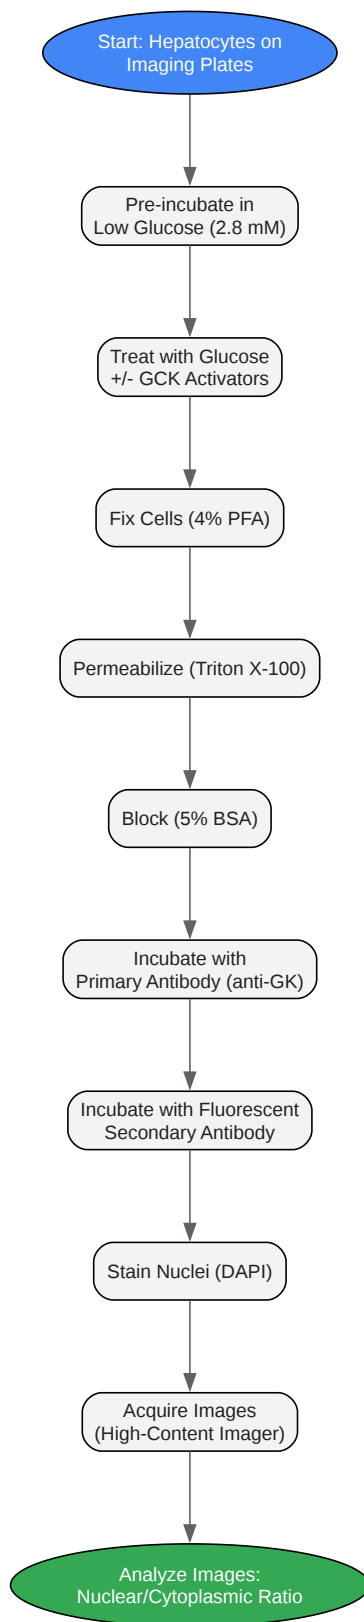 Start: Hepatocytes on
Imaging Plates
Pre-incubate in
Low Glucose (2.8 mM)
Treat with Glucose
+/- GCK Activators
Fix Cells (4% PFA)
Permeabilize (Triton X-100)
Block (5% BSA)
Incubate with
Primary Antibody (anti-GK)
Incubate with Fluorescent
Secondary Antibody
Stain Nuclei (DAPI)
Acquire Images
(High-Content Imager)
Analyze Images:
Nuclear/Cytoplasmic Ratio